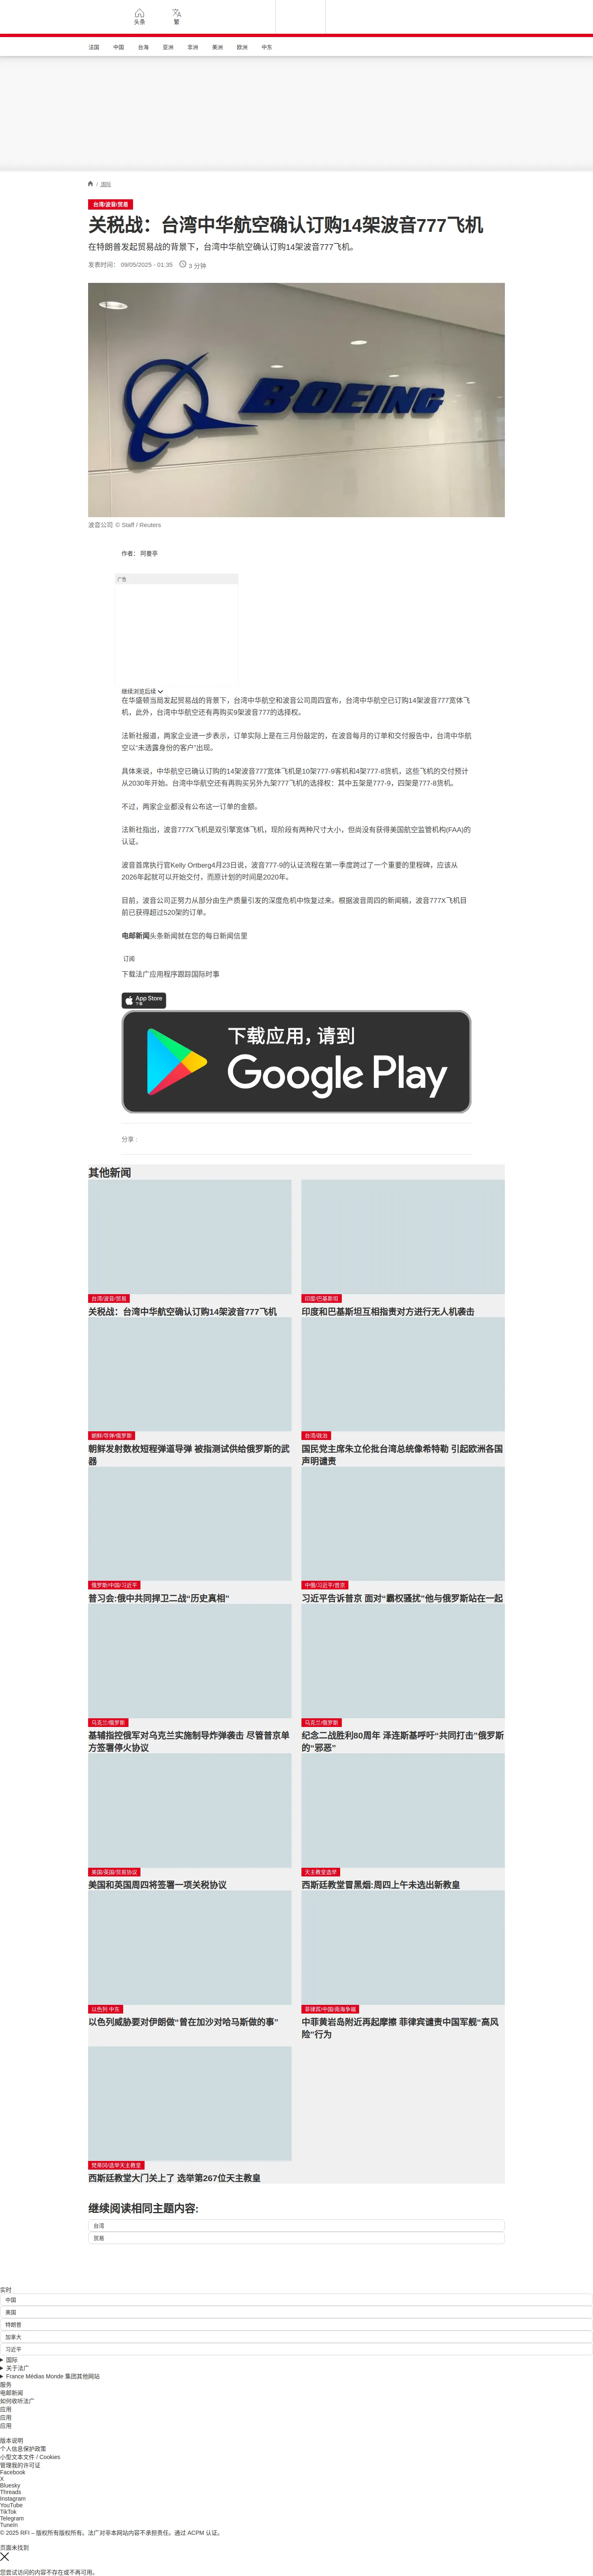 头条
繁
法国
中国
台海
亚洲
非洲
美洲
欧洲
中东
/ 国际
台湾/波音/贸易
关税战：台湾中华航空确认订购14架波音777飞机
在特朗普发起贸易战的背景下，台湾中华航空确认订购14架波音777飞机。
发表时间： 09/05/2025 - 01:35
3 分钟
BOEING
波音公司 © Staff / Reuters
作者： 阿曼亭
广告
继续浏览后续
在华盛顿当局发起贸易战的背景下，台湾中华航空和波音公司周四宣布，台湾中华航空已订购14架波音777宽体飞
机，此外，台湾中华航空还有再购买9架波音777的选择权。
法新社报道，两家企业进一步表示，订单实际上是在三月份敲定的，在波音每月的订单和交付报告中，台湾中华航
空以“未透露身份的客户”出现。
具体来说，中华航空已确认订购的14架波音777宽体飞机是10架777-9客机和4架777-8货机，这些飞机的交付预计
从2030年开始。台湾中华航空还有再购买另外九架777飞机的选择权：其中五架是777-9，四架是777-8货机。
不过，两家企业都没有公布这一订单的金额。
法新社指出，波音777X飞机是双引擎宽体飞机，现阶段有两种尺寸大小，但尚没有获得美国航空监管机构(FAA)的
认证。
波音首席执行官Kelly Ortberg4月23日说，波音777-9的认证流程在第一季度跨过了一个重要的里程碑，应该从
2026年起就可以开始交付，而原计划的时间是2020年。
目前，波音公司正努力从部分由生产质量引发的深度危机中恢复过来。根据波音周四的新闻稿，波音777X飞机目
前已获得超过520架的订单。
电邮新闻头条新闻就在您的每日新闻信里
订阅
下载法广应用程序跟踪国际时事
App Store
下载
下载应用，请到
Google Play
分享 :
其他新闻
台湾/波音/贸易
关税战：台湾中华航空确认订购14架波音777飞机
印度/巴基斯坦
印度和巴基斯坦互相指责对方进行无人机袭击
朝鲜/导弹/俄罗斯
朝鲜发射数枚短程弹道导弹 被指测试供给俄罗斯的武
器
台湾/政治
国民党主席朱立伦批台湾总统像希特勒 引起欧洲各国
声明谴责
俄罗斯/中国/习近平
普习会:俄中共同捍卫二战“历史真相”
中俄/习近平/普京
习近平告诉普京 面对“霸权骚扰”他与俄罗斯站在一起
乌克兰/俄罗斯
基辅指控俄军对乌克兰实施制导炸弹袭击 尽管普京单
方签署停火协议
乌克兰/俄罗斯
纪念二战胜利80周年 泽连斯基呼吁“共同打击”俄罗斯
的“邪恶”
美国/英国/贸易协议
美国和英国周四将签署一项关税协议
天主教堂选举
西斯廷教堂冒黑烟:周四上午未选出新教皇
以色列 中东
以色列威胁要对伊朗做“曾在加沙对哈马斯做的事”
菲律宾/中国/南海争端
中菲黄岩岛附近再起摩擦 菲律宾谴责中国军舰“高风
险”行为
梵蒂冈/选举天主教皇
西斯廷教堂大门关上了 选举第267位天主教皇
继续阅读相同主题内容:
台湾
贸易
实时
中国
美国
特朗普
加拿大
习近平
国际
关于法广
France Médias Monde 集团其他网站
服务
电邮新闻
如何收听法广
应用
应用
应用
版本说明
个人信息保护政策
小型文本文件 / Cookies
管理我的许可证
Facebook
X
Bluesky
Threads
Instagram
YouTube
TikTok
Telegram
TuneIn
© 2025 RFI – 版权所有版权所有。法广对非本网站内容不承担责任。通过 ACPM 认证。
页面未找到
您尝试访问的内容不存在或不再可用。